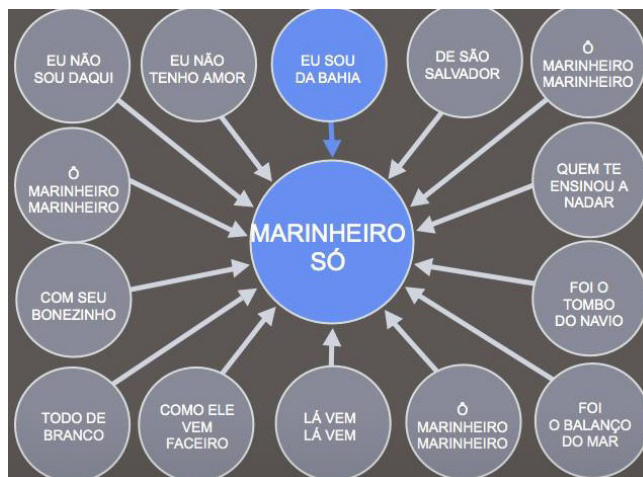 EU NÃO
SOU DAQUI
EU NÃO
TENHO AMOR
EU SOU
DA BAHIA
DE SÃO
SALVADOR
Ô
MARINHEIRO
MARINHEIRO
QUEM TE
ENSINOU A
NADAR
FOI O
TOMBO
DO NAVIO
FOI
O BALANÇO
DO MAR
Ô
MARINHEIRO
MARINHEIRO
LÁ VEM
LÁ VEM
COMO ELE
VEM
FACEIRO
TODO DE
BRANCO
COM SEU
BONEZINHO
Ô
MARINHEIRO
MARINHEIRO
MARINHEIRO
SÓ